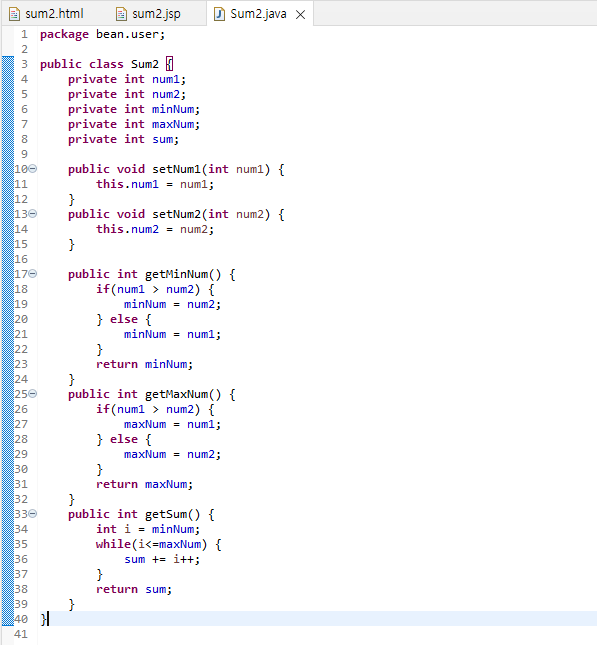 sum2.html sum2.jsp Sum2.java
1 package bean.user;
2
3 public class Sum2 {
4     private int num1;
5     private int num2;
6     private int minNum;
7     private int maxNum;
8     private int sum;
9
10     public void setNum1(int num1) {
11         this.num1 = num1;
12     }
13     public void setNum2(int num2) {
14         this.num2 = num2;
15     }
16
17     public int getMinNum() {
18         if(num1 > num2) {
19             minNum = num2;
20         } else {
21             minNum = num1;
22         }
23         return minNum;
24     }
25     public int getMaxNum() {
26         if(num1 > num2) {
27             maxNum = num1;
28         } else {
29             maxNum = num2;
30         }
31         return maxNum;
32     }
33     public int getSum() {
34         int i = minNum;
35         while(i<=maxNum) {
36             sum += i++;
37         }
38         return sum;
39     }
40 }
41